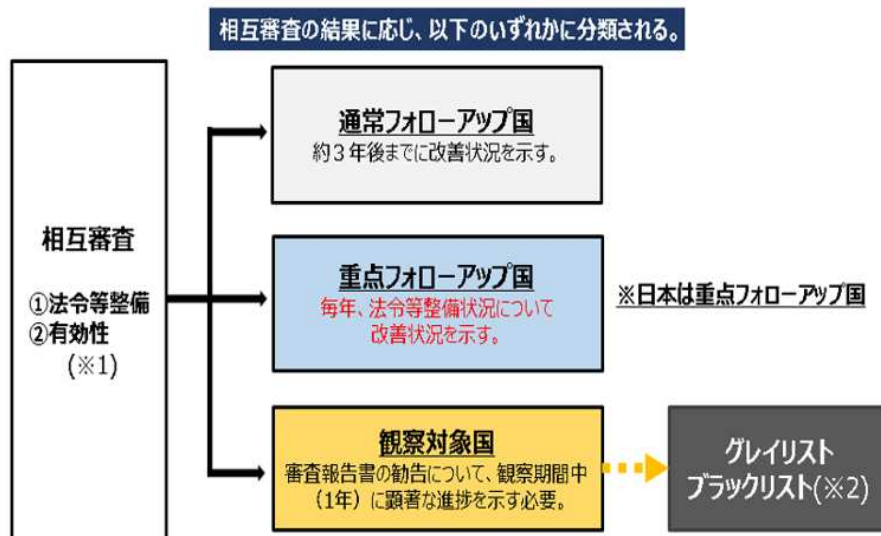 相互審査の結果に応じ、以下のいずれかに分類される。
相互審査
①法令等整備
②有効性
(※1)
通常フォローアップ国
約3年後までに改善状況を示す。
重点フォローアップ国
毎年、法令等整備状況について
改善状況を示す。
※日本は重点フォローアップ国
観察対象国
審査報告書の勧告について、観察期間中
(1年)に顕著な進捗を示す必要。
グレイリスト
ブラックリスト(※2)